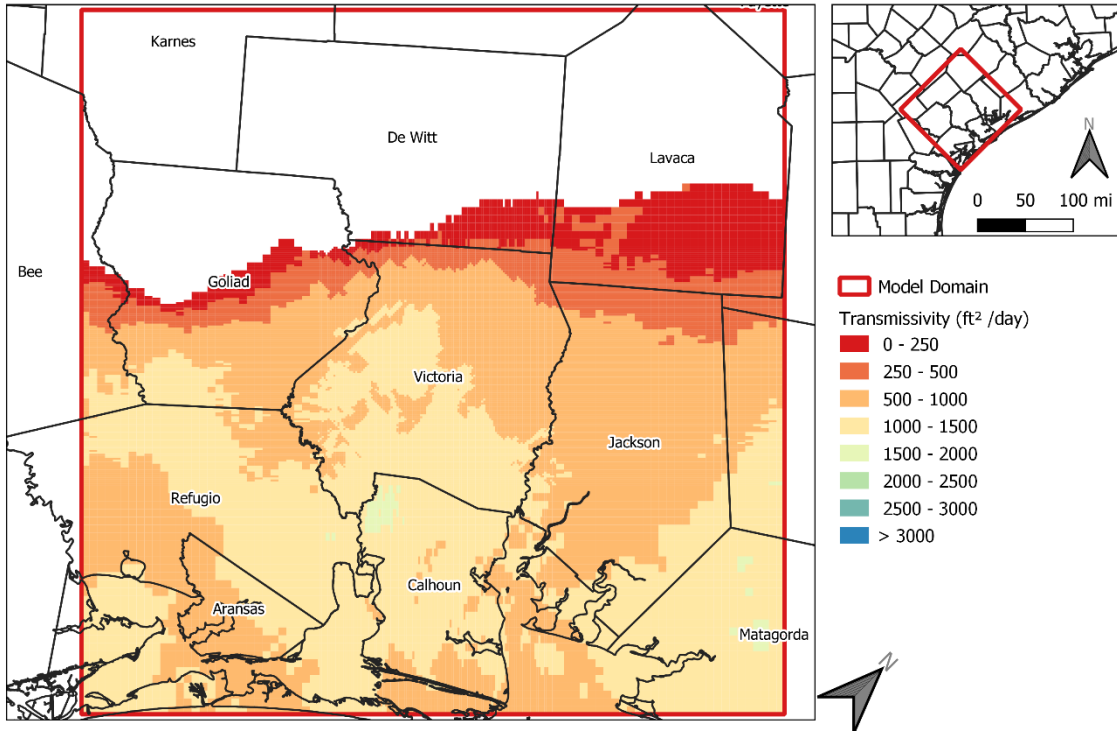 Karnes
De Witt
Lavaca
Bee
Goliad
Victoria
Jackson
Refugio
Calhoun
Aransas
Matagorda
N
0 50 100 mi
Model Domain
Transmissivity (ft² /day)
0 - 250
250 - 500
500 - 1000
1000 - 1500
1500 - 2000
2000 - 2500
2500 - 3000
> 3000
N